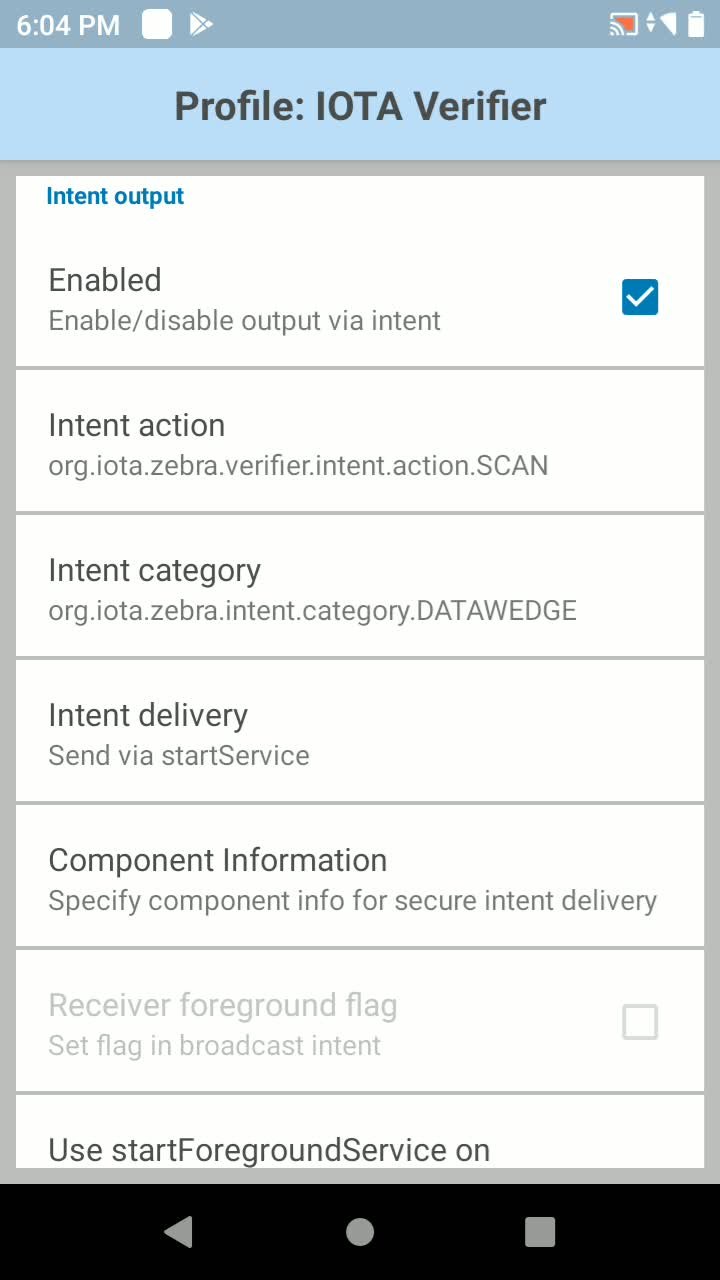 6:04 PM
Profile: IOTA Verifier
Intent output
Enabled
Enable/disable output via intent
Intent action
org.iota.zebra.verifier.intent.action.SCAN
Intent category
org.iota.zebra.intent.category.DATAWEDGE
Intent delivery
Send via startService
Component Information
Specify component info for secure intent delivery
Receiver foreground flag
Set flag in broadcast intent
Use startForegroundService on